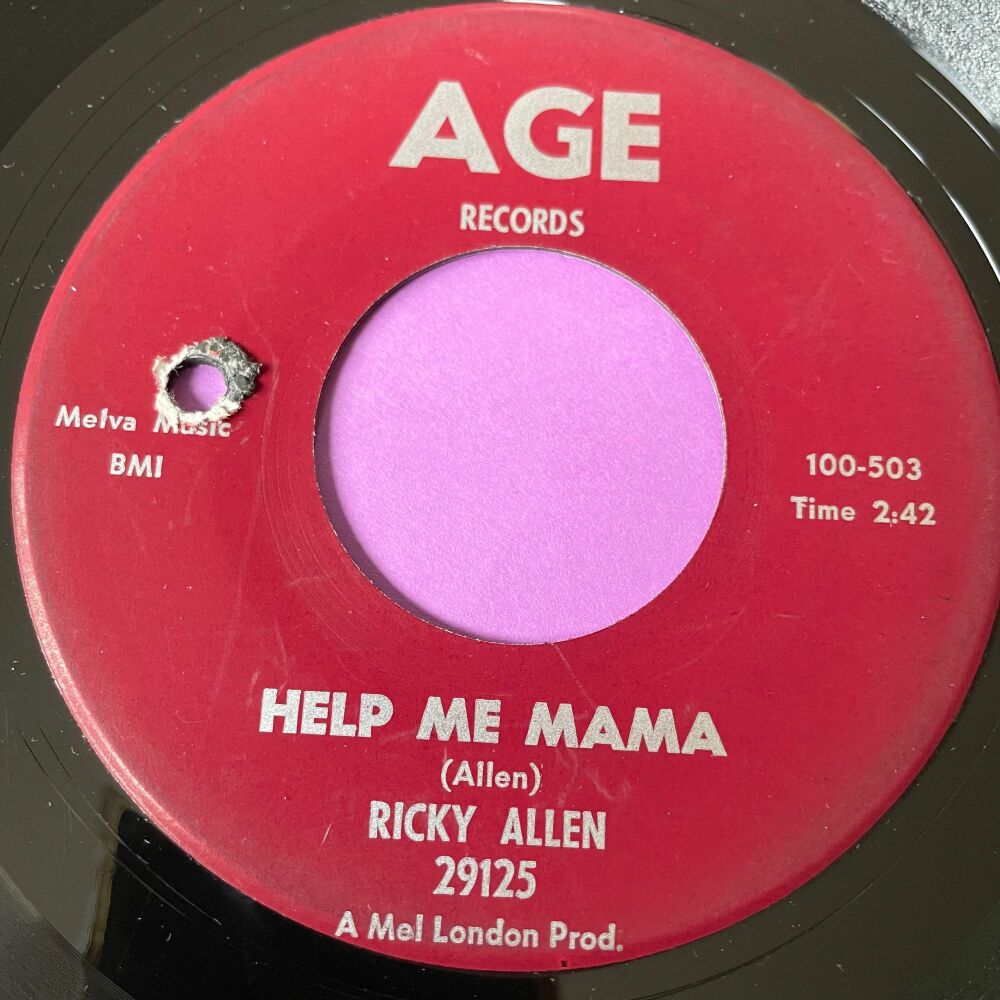 AGE
RECORDS
Melva Music
BMI
100-503
Time 2:42
HELP ME MAMA
(Allen)
RICKY ALLEN
29125
A Mel London Prod.